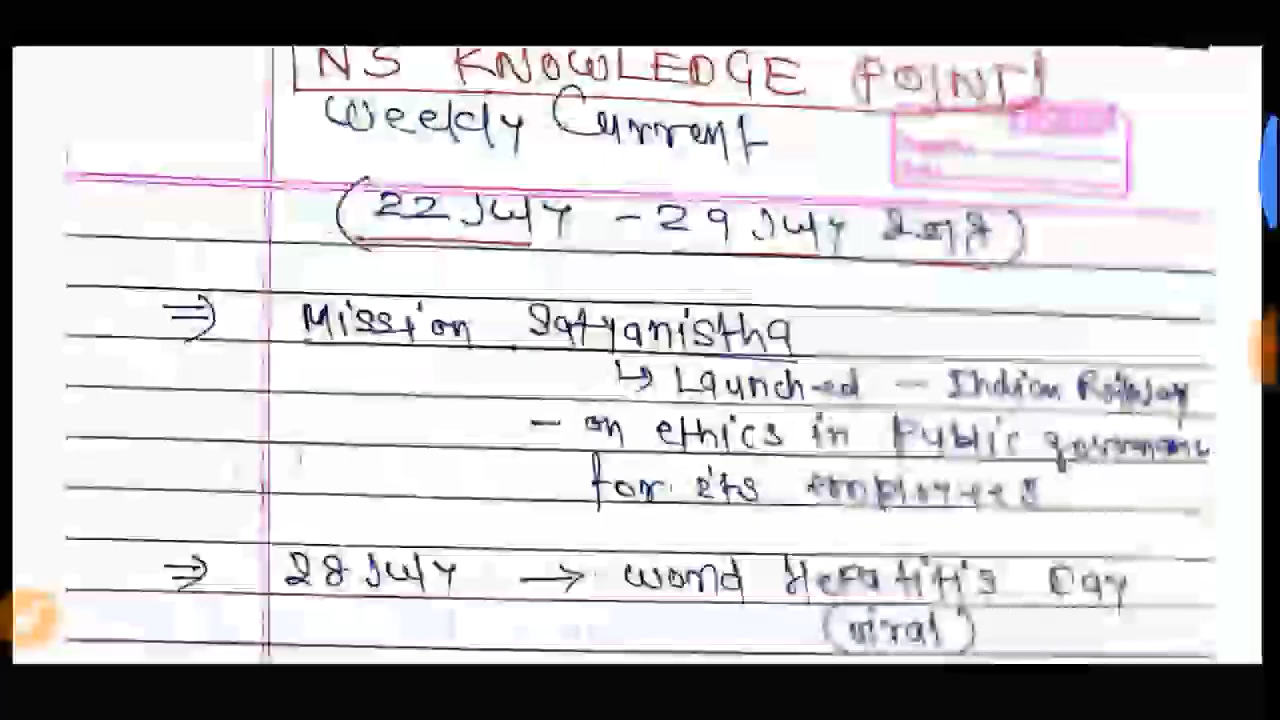 NS KNOWLEDGE POINT
Weekly Current
(22 July - 29 July 2018)
⇒ Mission Satyanistha
↳ Launched - Indian Railway
- on ethics in Public governance
for its employees
⇒ 28 July → World Hepatitis Day
(viral)